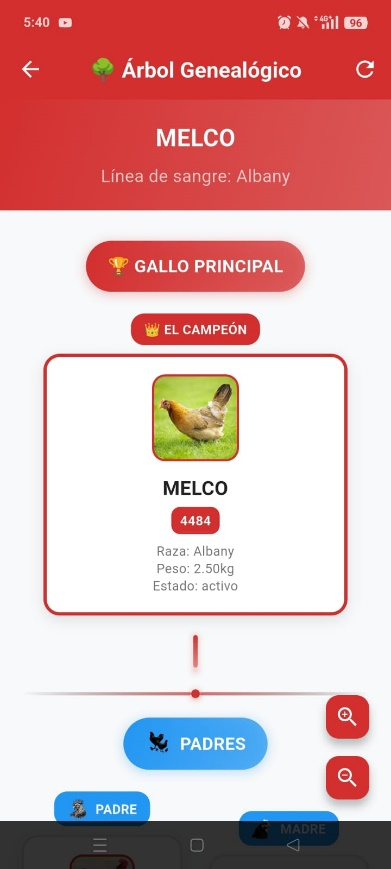 5:40
4G
96
Árbol Genealógico
MELCO
Línea de sangre: Albany
GALLO PRINCIPAL
EL CAMPEÓN
MELCO
4484
Raza: Albany
Peso: 2.50kg
Estado: activo
PADRES
PADRE
MADRE